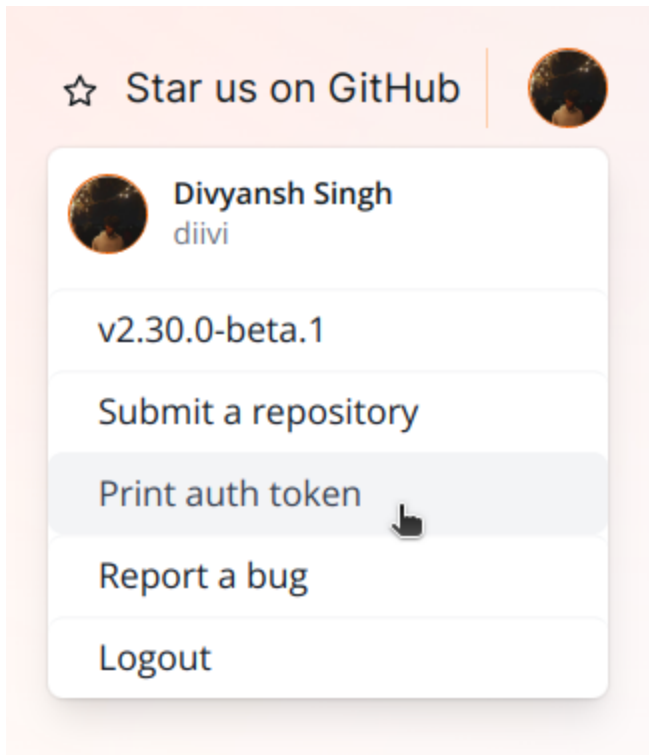 Star us on GitHub
Divyansh Singh
diivi
v2.30.0-beta.1
Submit a repository
Print auth token
Report a bug
Logout